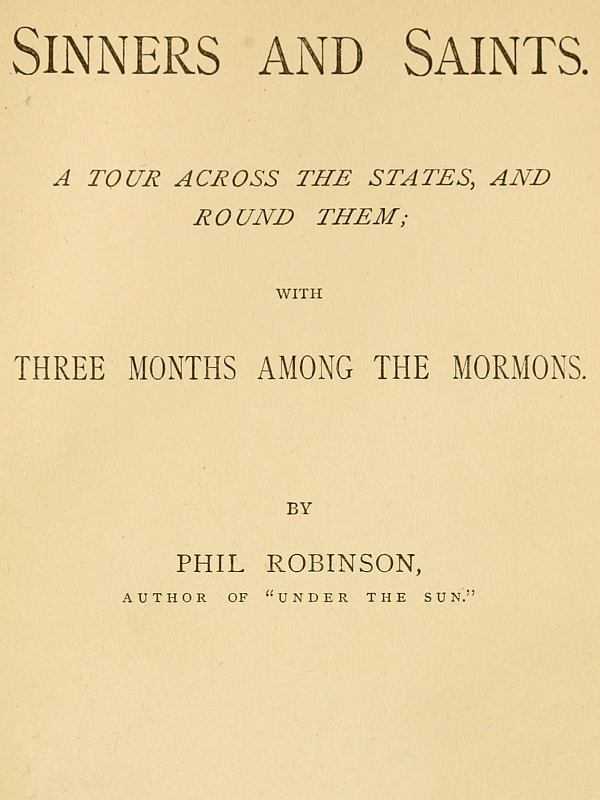 SINNERS AND SAINTS.
A TOUR ACROSS THE STATES, AND
ROUND THEM;
WITH
THREE MONTHS AMONG THE MORMONS.
BY
PHIL ROBINSON,
AUTHOR OF "UNDER THE SUN."